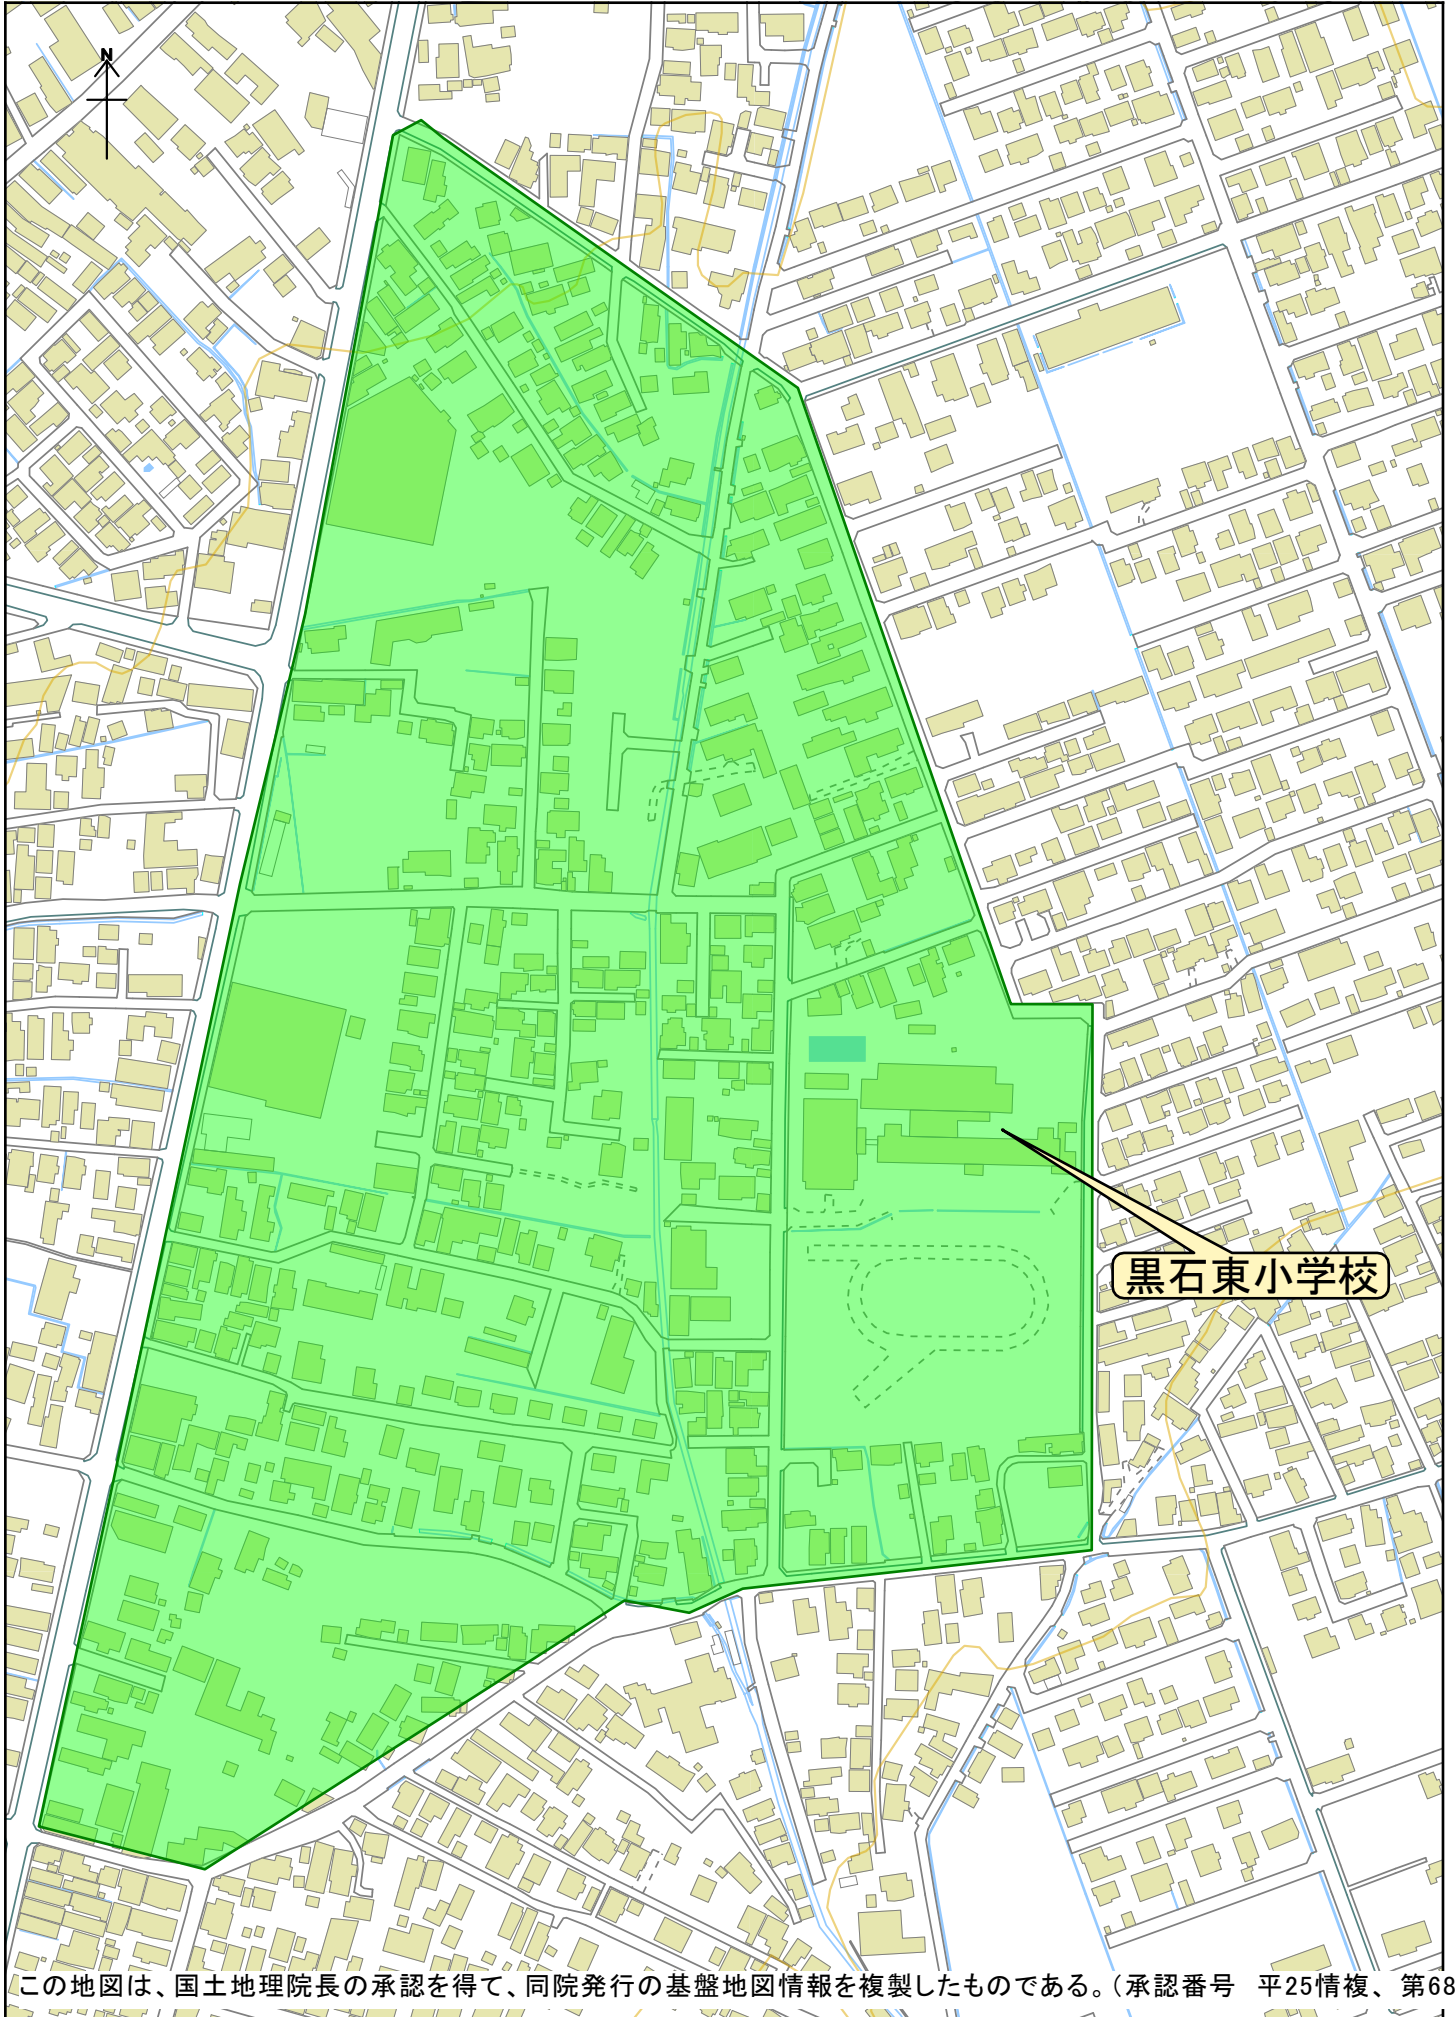 N
黒石東小学校
この地図は、国土地理院長の承認を得て、同院発行の基盤地図情報を複製したものである。（承認番号　平25情複、第68